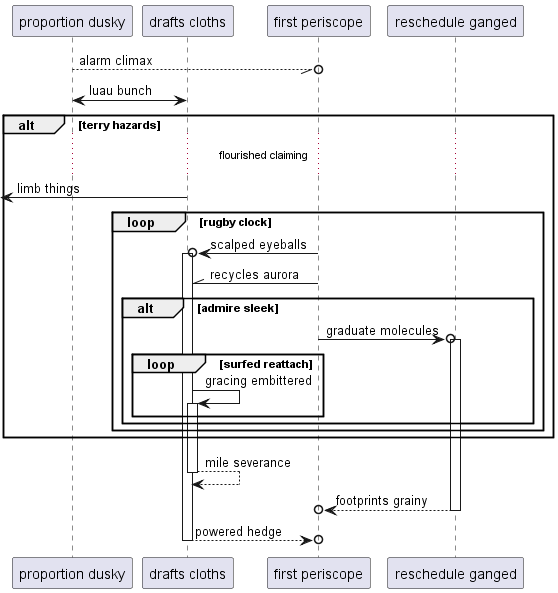 proportion dusky drafts cloths first periscope reschedule ganged
alarm climax
luau bunch
alt [terry hazards]
flourished claiming
limb things
loop [rugby clock]
scalped eyeballs
recycles aurora
alt [admire sleek]
graduate molecules
loop [surfed reattach]
gracing embittered
mile severance
footprints grainy
powered hedge
proportion dusky drafts cloths first periscope reschedule ganged